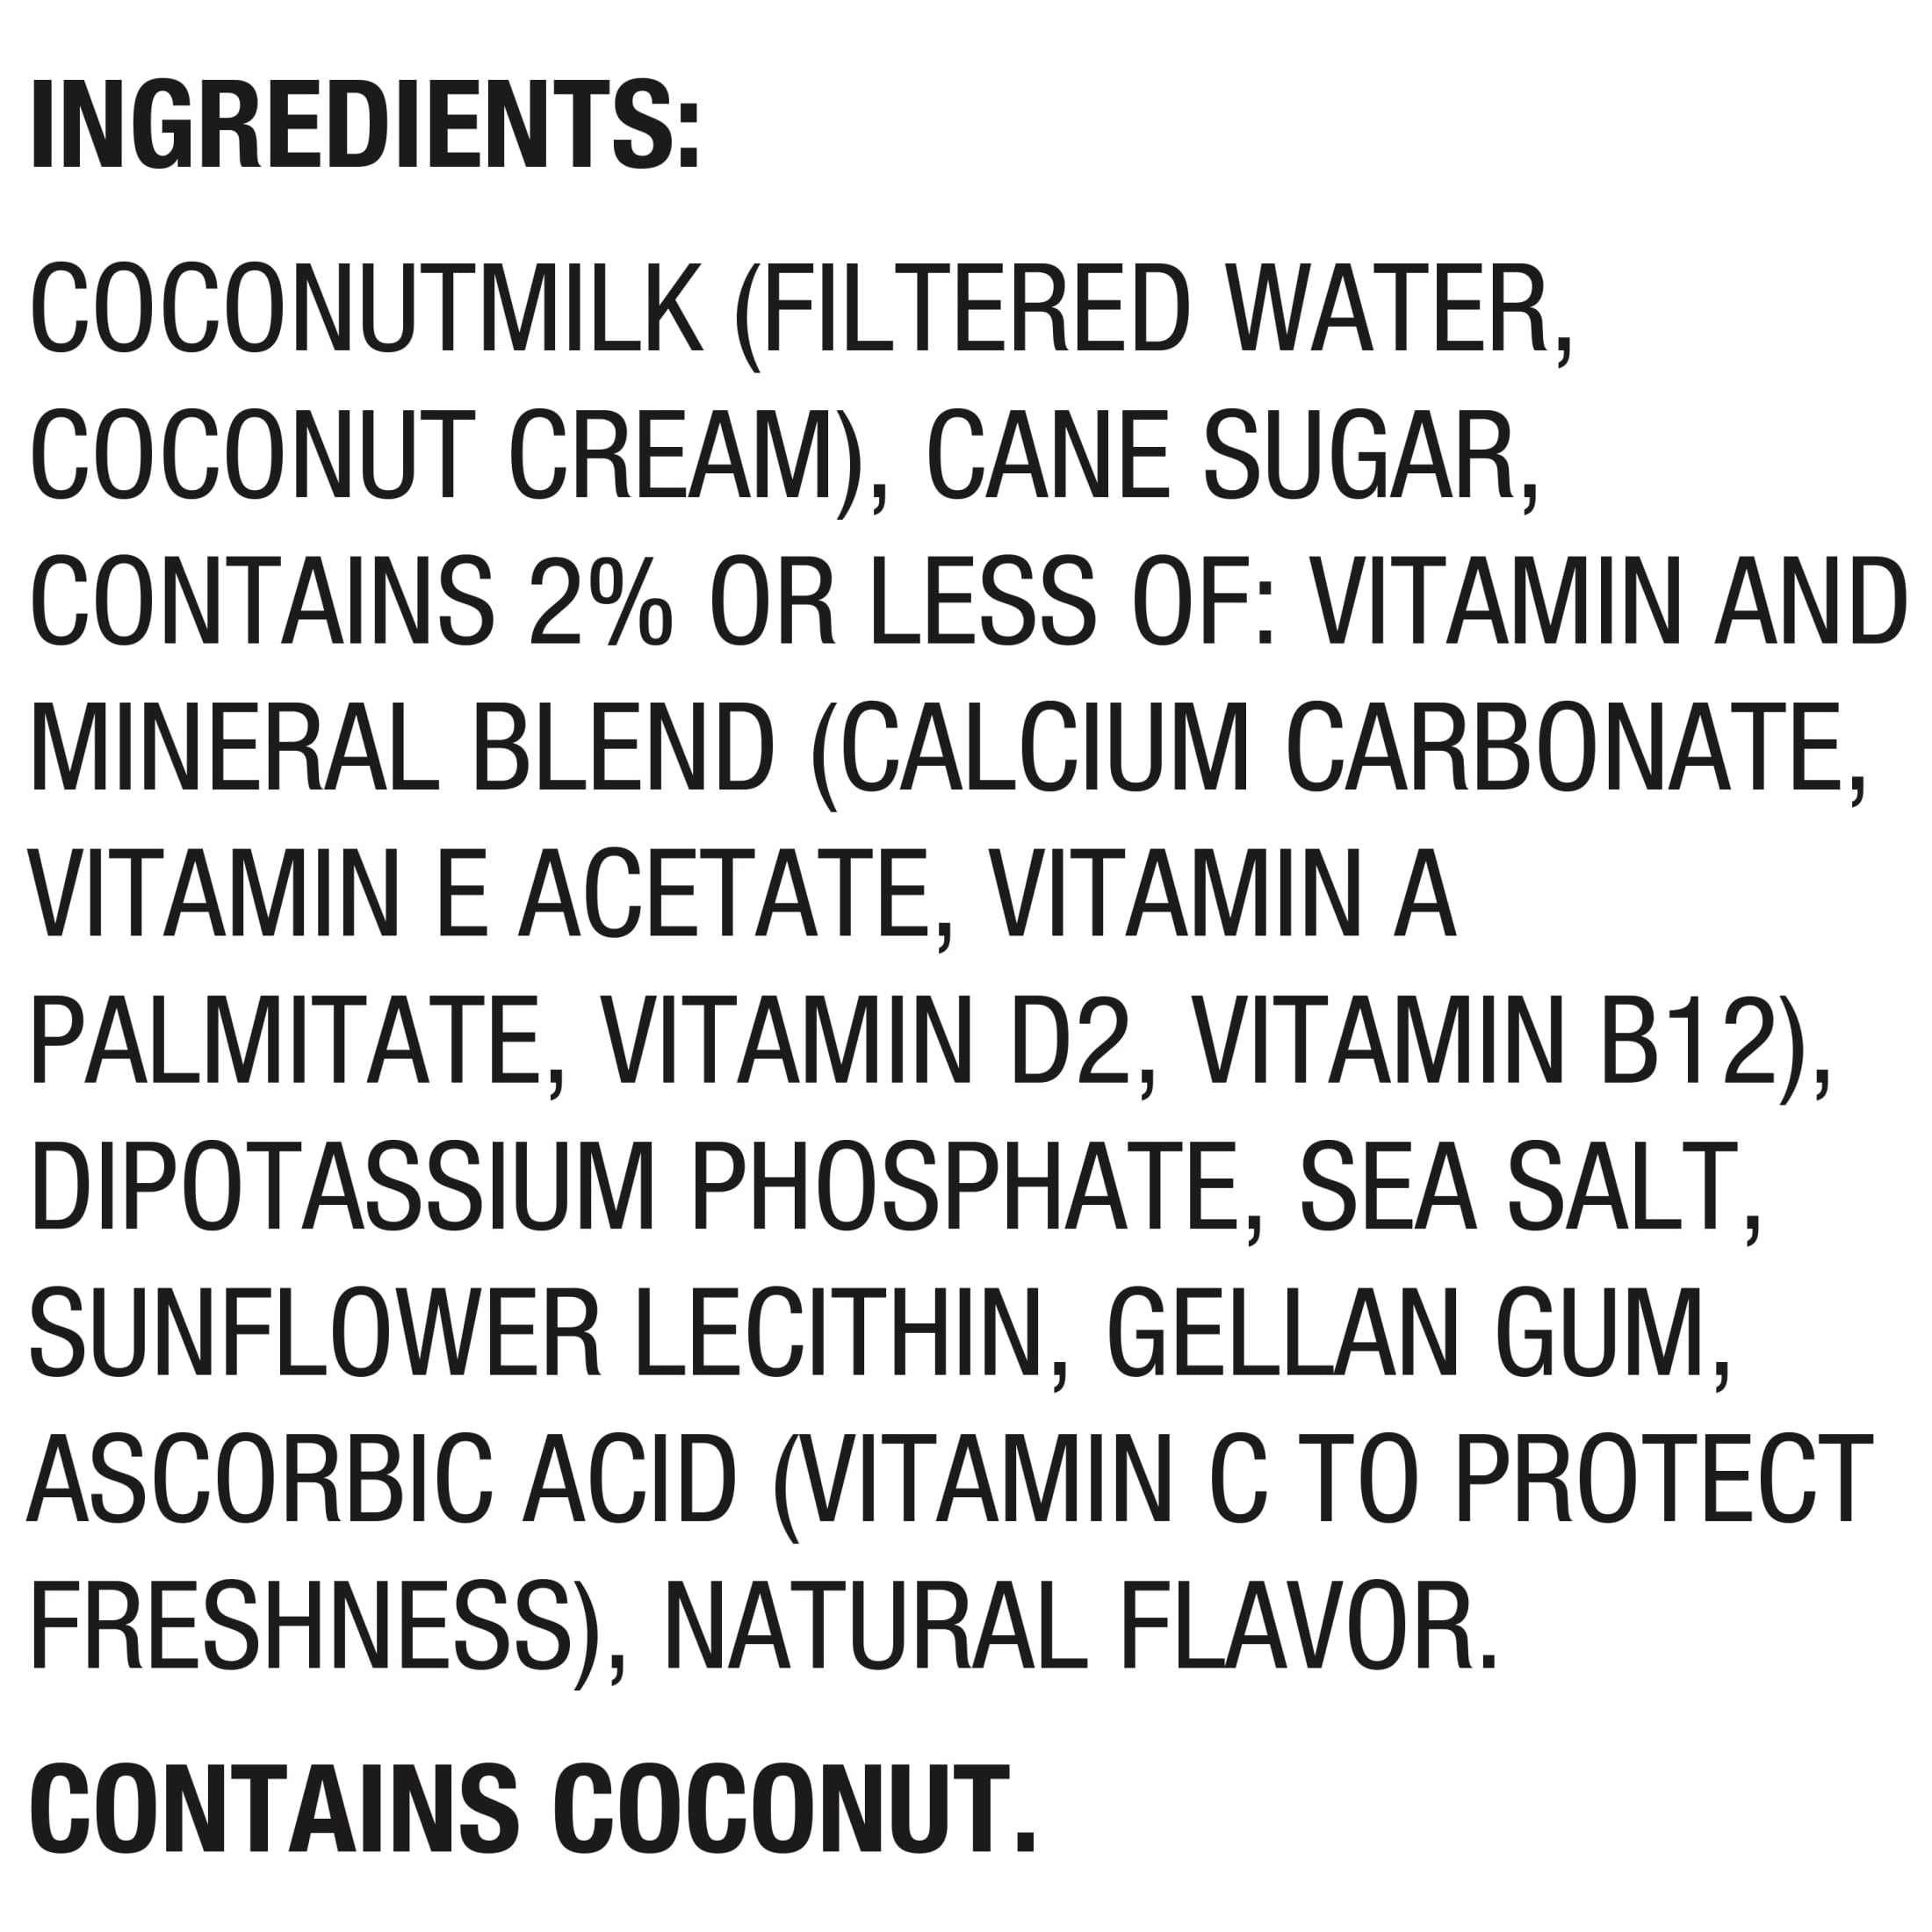 INGREDIENTS:
COCONUTMILK (FILTERED WATER,
COCONUT CREAM), CANE SUGAR,
CONTAINS 2% OR LESS OF: VITAMIN AND
MINERAL BLEND (CALCIUM CARBONATE,
VITAMIN E ACETATE, VITAMIN A
PALMITATE, VITAMIN D2, VITAMIN B12),
DIPOTASSIUM PHOSPHATE, SEA SALT,
SUNFLOWER LECITHIN, GELLAN GUM,
ASCORBIC ACID (VITAMIN C TO PROTECT
FRESHNESS), NATURAL FLAVOR.
CONTAINS COCONUT.